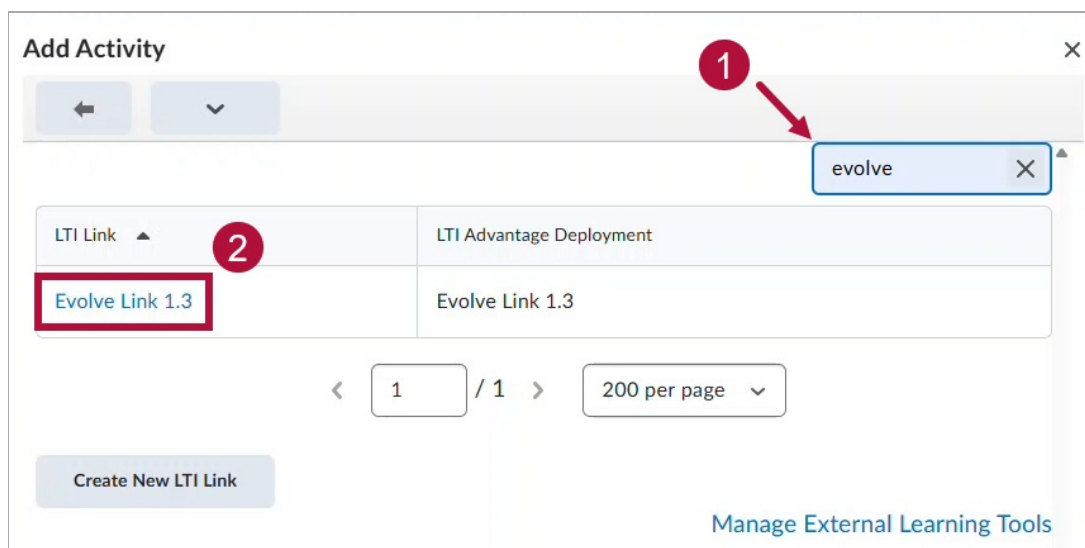 Add Activity
1
evolve
LTI Link LTI Advantage Deployment
2
Evolve Link 1.3 Evolve Link 1.3
1 / 1 200 per page
Create New LTI Link
Manage External Learning Tools